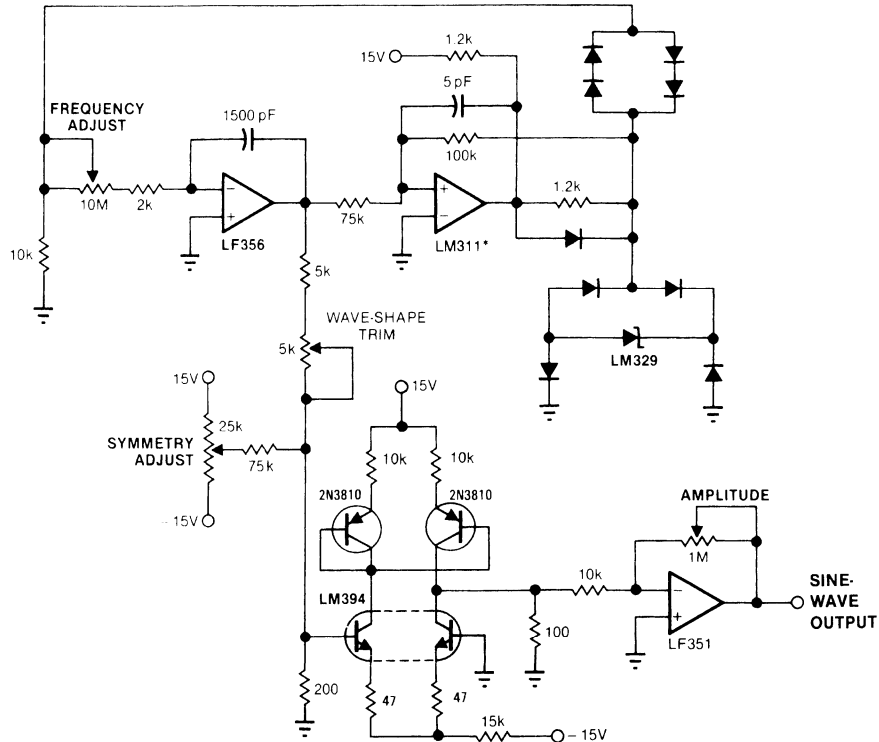 1.2k
15V
5pF
1500 pF
FREQUENCY
ADJUST
100k
10M
2k
−
+
LF356
75k
+
−
LM311*
1.2k
10k
5k
WAVE-SHAPE
TRIM
5k
LM329
15V
15V
25k
SYMMETRY
ADJUST
75k
10k
10k
−15V
2N3810
2N3810
AMPLITUDE
1M
LM394
10k
−
+
LF351
SINE-
WAVE
OUTPUT
100
200
47
47
15k
−15V